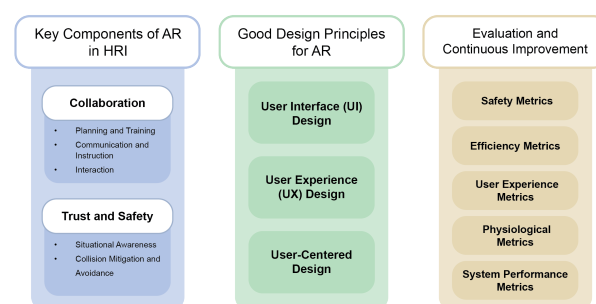 Key Components of AR
in HRI
Collaboration
• Planning and Training
• Communication and
Instruction
• Interaction
Trust and Safety
• Situational Awareness
• Collision Mitigation and
Avoidance
Good Design Principles
for AR
User Interface (UI)
Design
User Experience
(UX) Design
User-Centered
Design
Evaluation and
Continuous Improvement
Safety Metrics
Efficiency Metrics
User Experience
Metrics
Physiological
Metrics
System Performance
Metrics